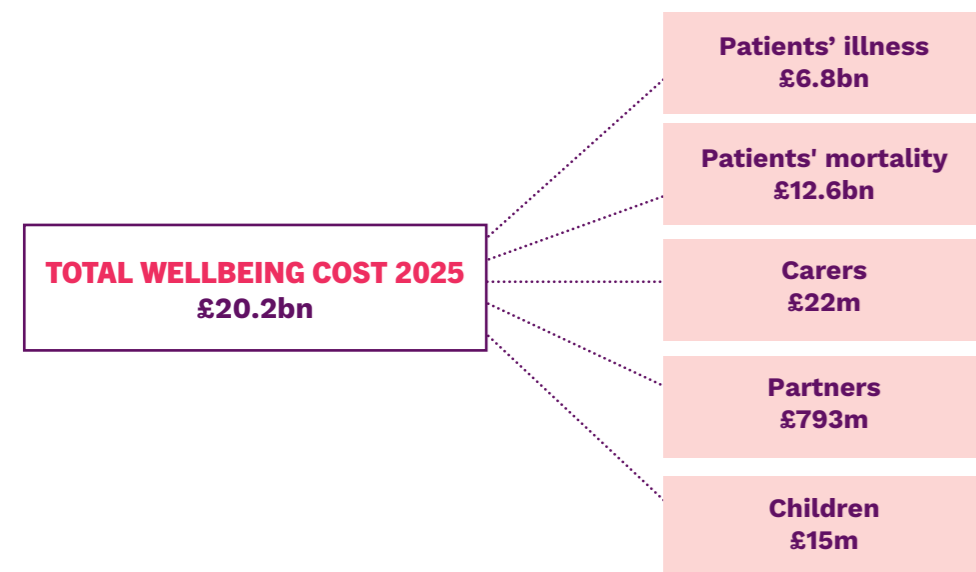 Patients’ illness
£6.8bn
Patients' mortality
£12.6bn
TOTAL WELLBEING COST 2025
£20.2bn
Carers
£22m
Partners
£793m
Children
£15m